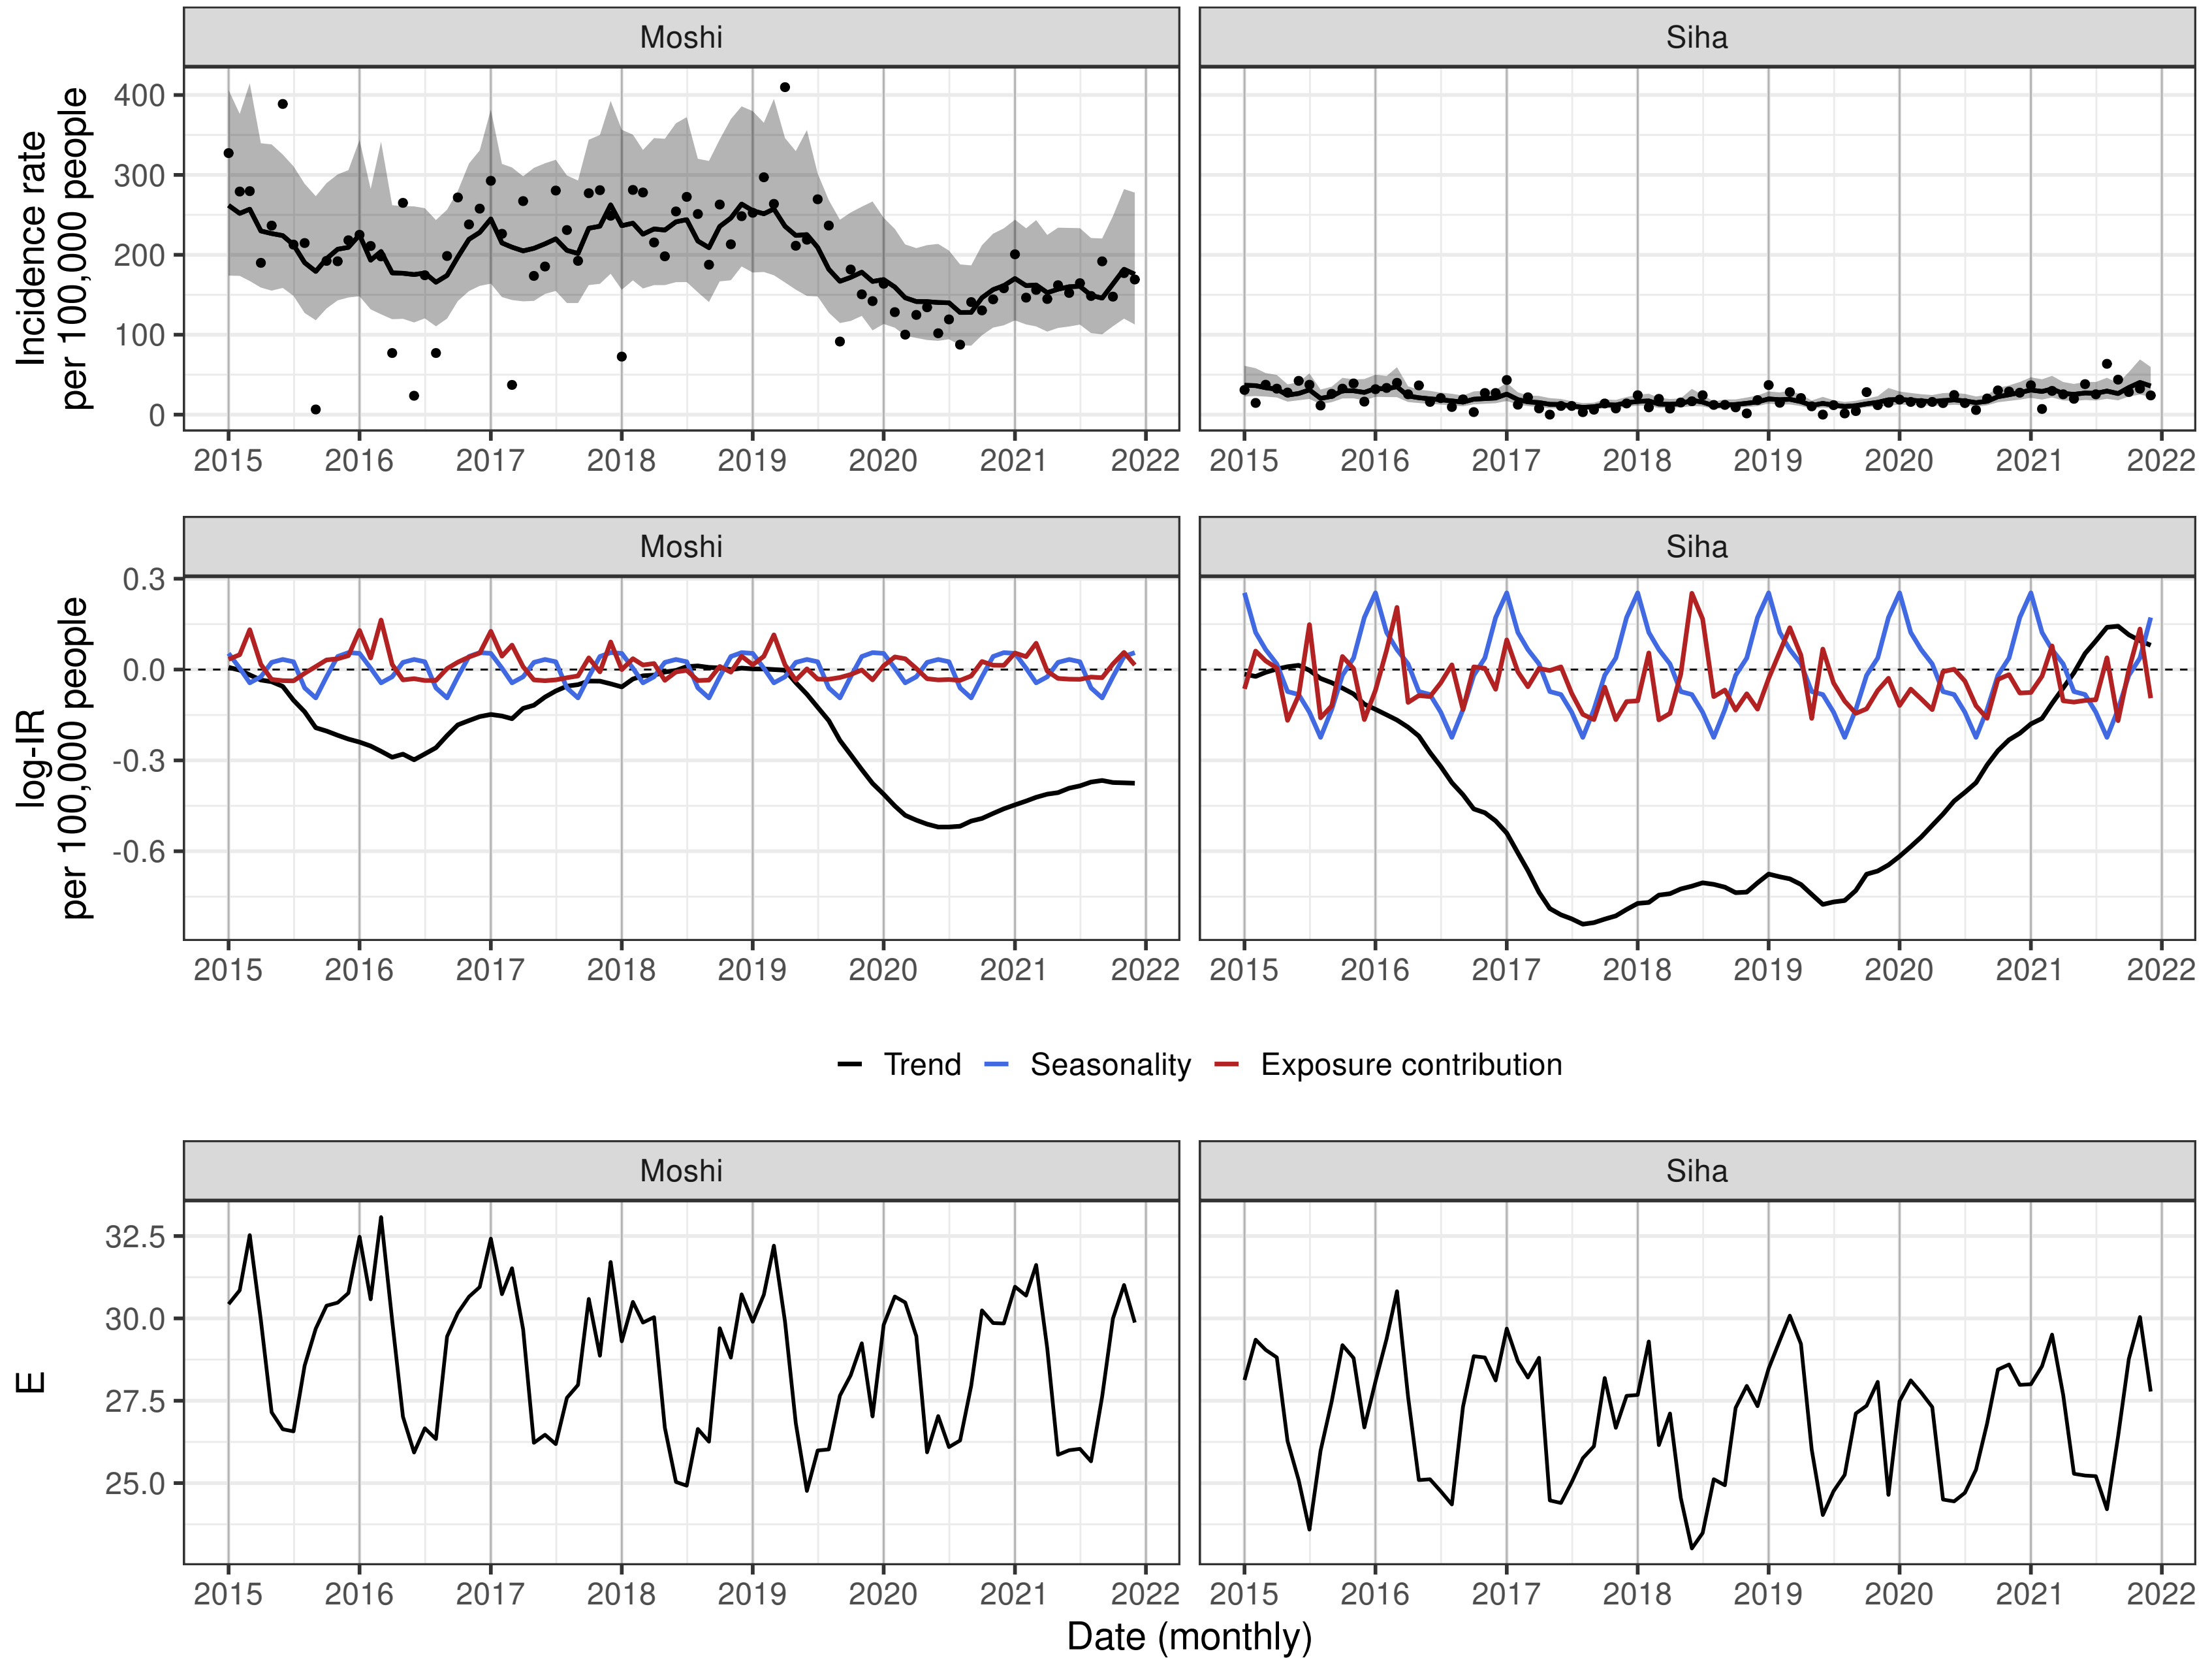 Moshi
Siha
Incidence rate
per 100,000 people
400
300
200
100
0
2015 2016 2017 2018 2019 2020 2021 2022
2015 2016 2017 2018 2019 2020 2021 2022
Moshi
Siha
log-IR
per 100,000 people
0.3
0.0
-0.3
-0.6
2015 2016 2017 2018 2019 2020 2021 2022
2015 2016 2017 2018 2019 2020 2021 2022
Trend Seasonality Exposure contribution
Moshi
Siha
E
32.5
30.0
27.5
25.0
2015 2016 2017 2018 2019 2020 2021 2022
2015 2016 2017 2018 2019 2020 2021 2022
Date (monthly)